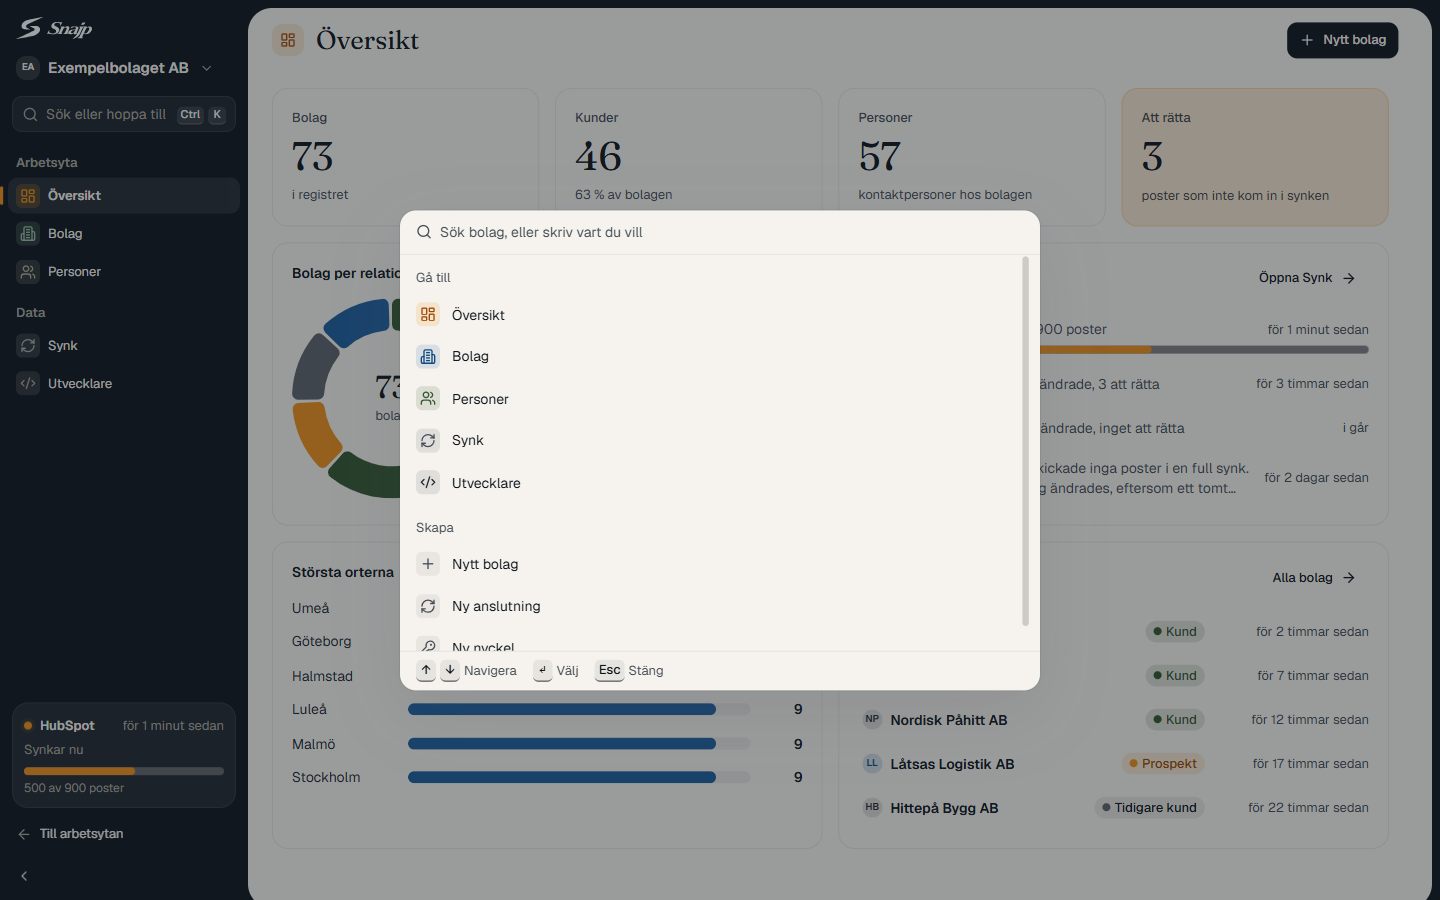 Snajp
EA Exempelbolaget AB
Sök eller hoppa till Ctrl K
Arbetsyta
Översikt
Bolag
Personer
Data
Synk
Utvecklare
HubSpot för 1 minut sedan
Synkar nu
500 av 900 poster
Till arbetsytan
Översikt
Nytt bolag
Bolag
73
i registret
Kunder
46
63 % av bolagen
Personer
57
kontaktpersoner hos bolagen
Att rätta
3
poster som inte kom in i synken
Bolag per
73
Öppna Synk
900 poster för 1 minut sedan
ändrade, 3 att rätta för 3 timmar sedan
ändrade, inget att rätta i går
inga poster i en full synk.
ändrades, eftersom ett tomt… för 2 dagar sedan
Sök bolag, eller skriv vart du vill
Gå till
Översikt
Bolag
Personer
Synk
Utvecklare
Skapa
Nytt bolag
Ny anslutning
Ny nyckel
Navigera Välj Esc Stäng
Största orterna
Umeå
Göteborg
Halmstad
Luleå 9
Malmö 9
Stockholm 9
Alla bolag
Kund för 2 timmar sedan
Kund för 7 timmar sedan
NP Nordisk Påhitt AB Kund för 12 timmar sedan
LL Låtsas Logistik AB Prospekt för 17 timmar sedan
HB Hittepå Bygg AB Tidigare kund för 22 timmar sedan